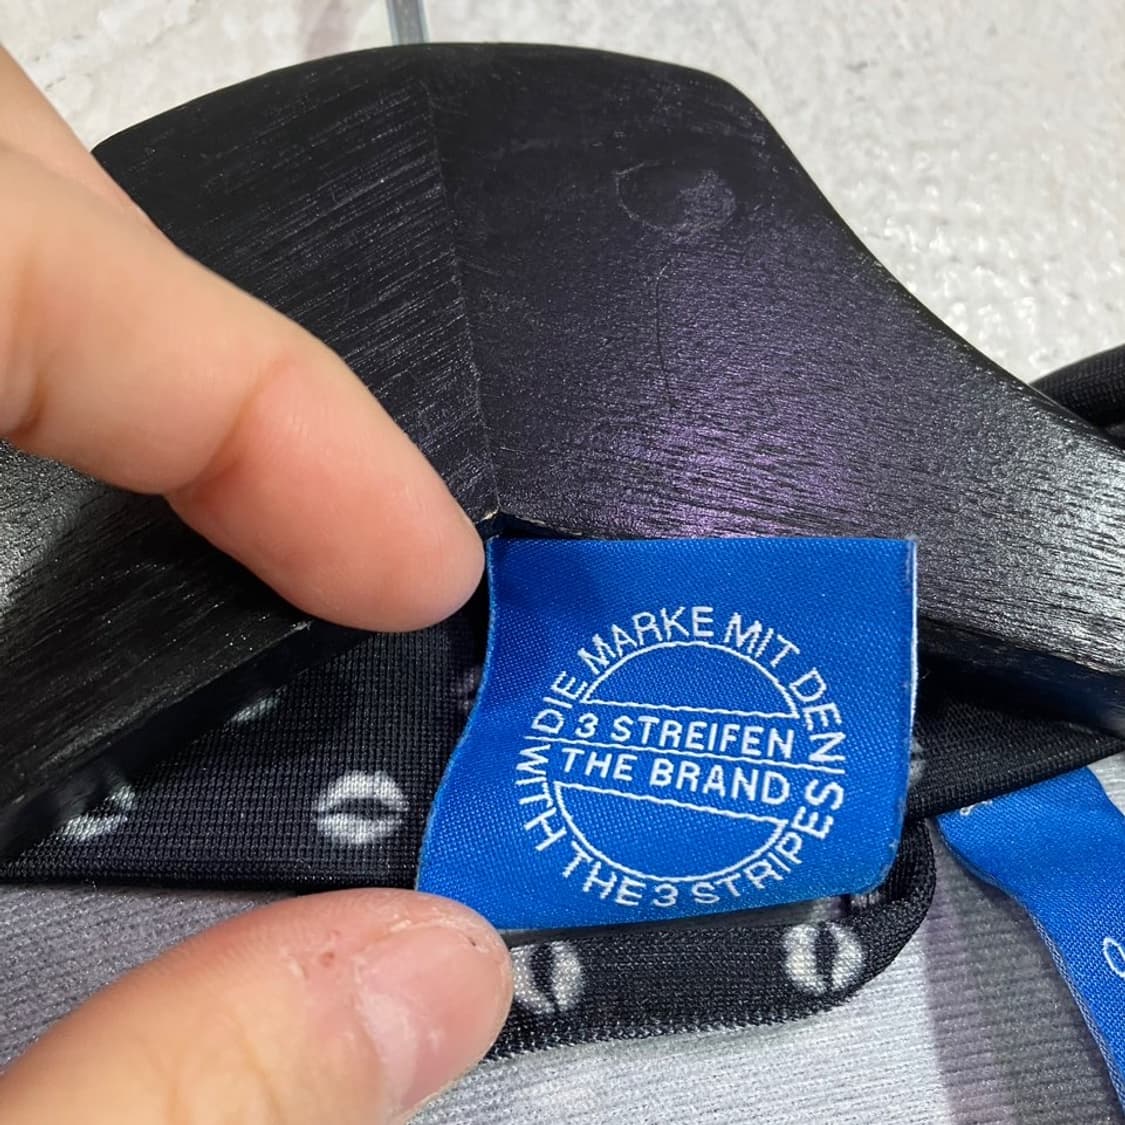 DIE MARKE MIT DEN
3 STREIFEN
THE BRAND
WITH THE 3 STRIPES